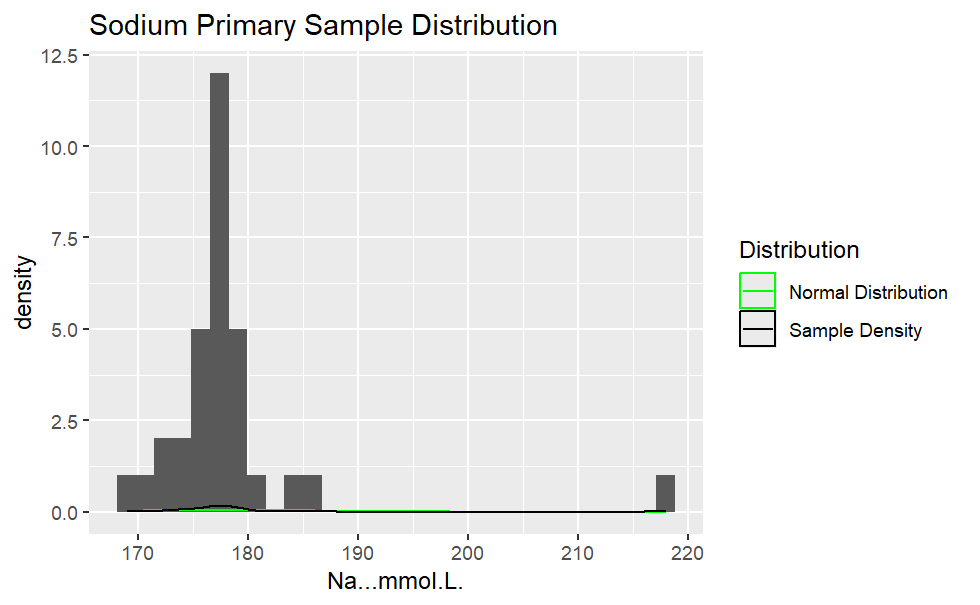 Sodium Primary Sample Distribution
12.5
10.0
7.5
5.0
2.5
0.0
density
170 180 190 200 210 220
Na...mmol.L.
Distribution
Normal Distribution
Sample Density